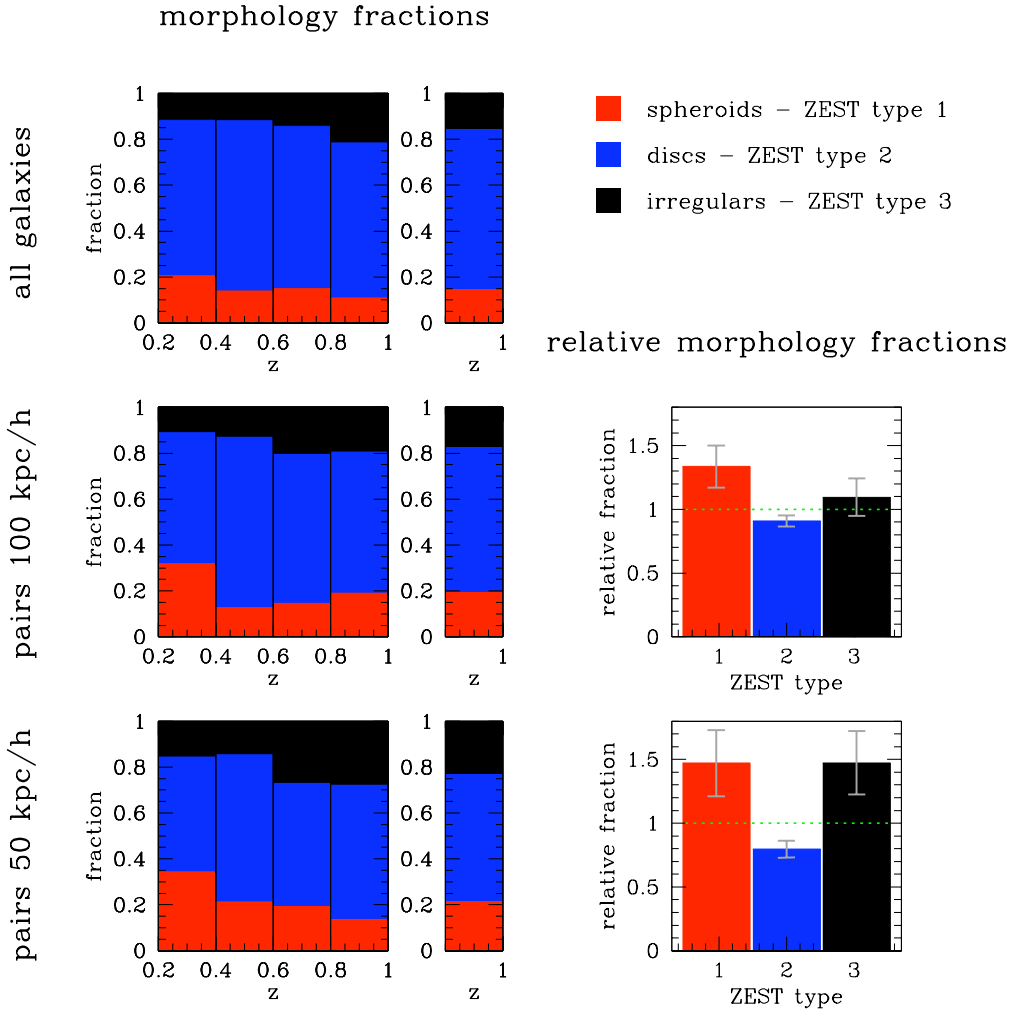 morphology fractions
all galaxies
fraction
1
0.8
0.6
0.4
0.2
0
0.2 0.4 0.6 0.8 1
z
1
0.8
0.6
0.4
0.2
0
1
z
spheroids – ZEST type 1
discs – ZEST type 2
irregulars – ZEST type 3
relative morphology fractions
pairs 100 kpc/h
fraction
1
0.8
0.6
0.4
0.2
0
0.2 0.4 0.6 0.8 1
z
1
0.8
0.6
0.4
0.2
0
1
z
relative fraction
1.5
1
0.5
0
1 2 3
ZEST type
pairs 50 kpc/h
fraction
1
0.8
0.6
0.4
0.2
0
0.2 0.4 0.6 0.8 1
z
1
0.8
0.6
0.4
0.2
0
1
z
relative fraction
1.5
1
0.5
0
1 2 3
ZEST type